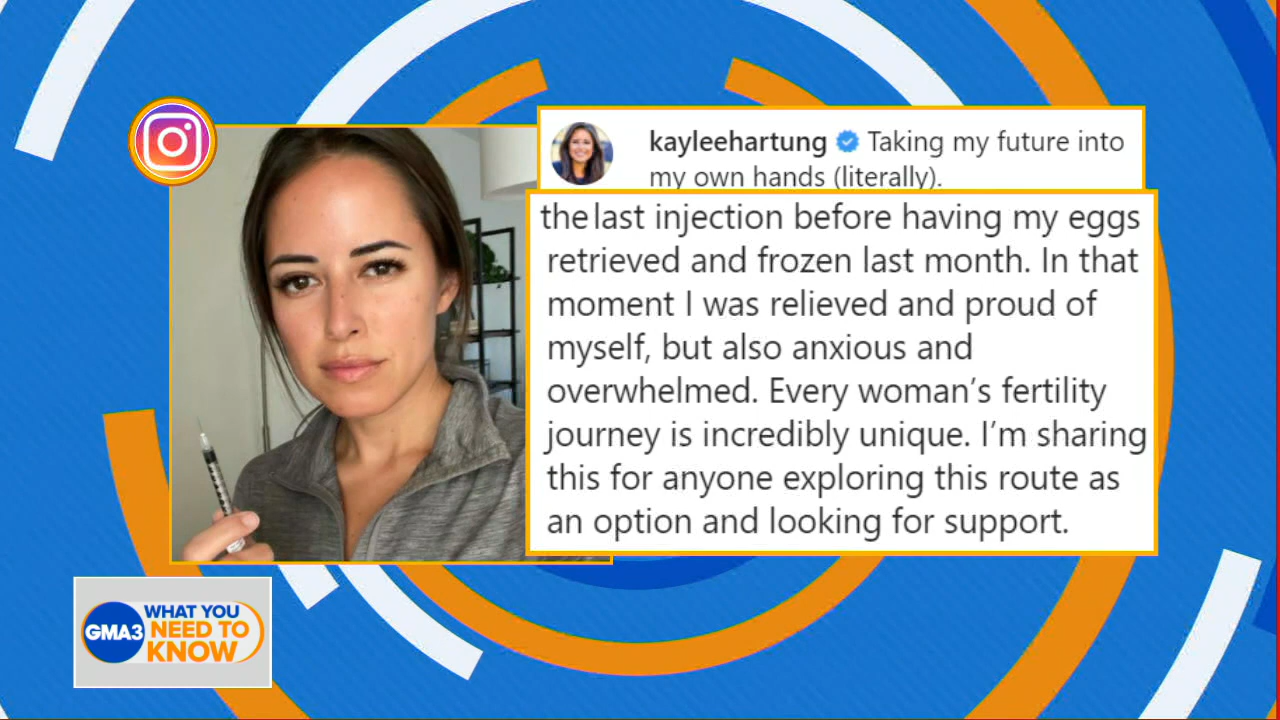 kayleehartung Taking my future into
my own hands (literally).
the last injection before having my eggs
retrieved and frozen last month. In that
moment I was relieved and proud of
myself, but also anxious and
overwhelmed. Every woman’s fertility
journey is incredibly unique. I’m sharing
this for anyone exploring this route as
an option and looking for support.
GMA3
WHAT YOU
NEED TO
KNOW